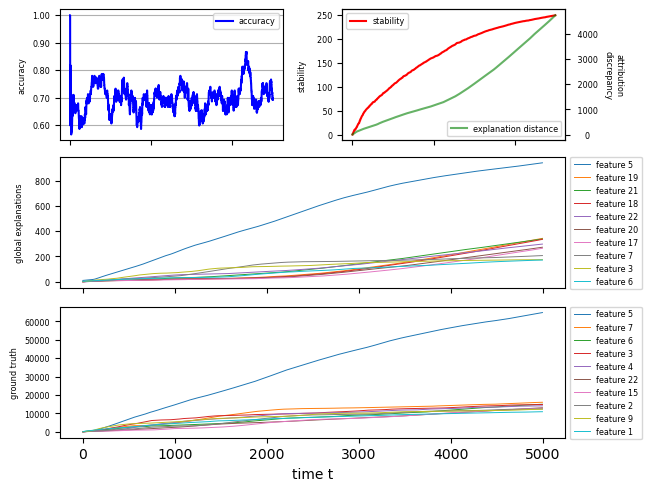 accuracy
1.00
0.90
0.80
0.70
0.60
accuracy
stability
250
200
150
100
50
0
stability
explanation distance
4000
3000
2000
1000
0
attribution
discrepancy
global explanations
800
600
400
200
0
feature 5
feature 19
feature 21
feature 18
feature 22
feature 20
feature 17
feature 7
feature 3
feature 6
ground truth
60000
50000
40000
30000
20000
10000
0
feature 5
feature 7
feature 6
feature 3
feature 4
feature 22
feature 15
feature 2
feature 9
feature 1
0 1000 2000 3000 4000 5000
time t